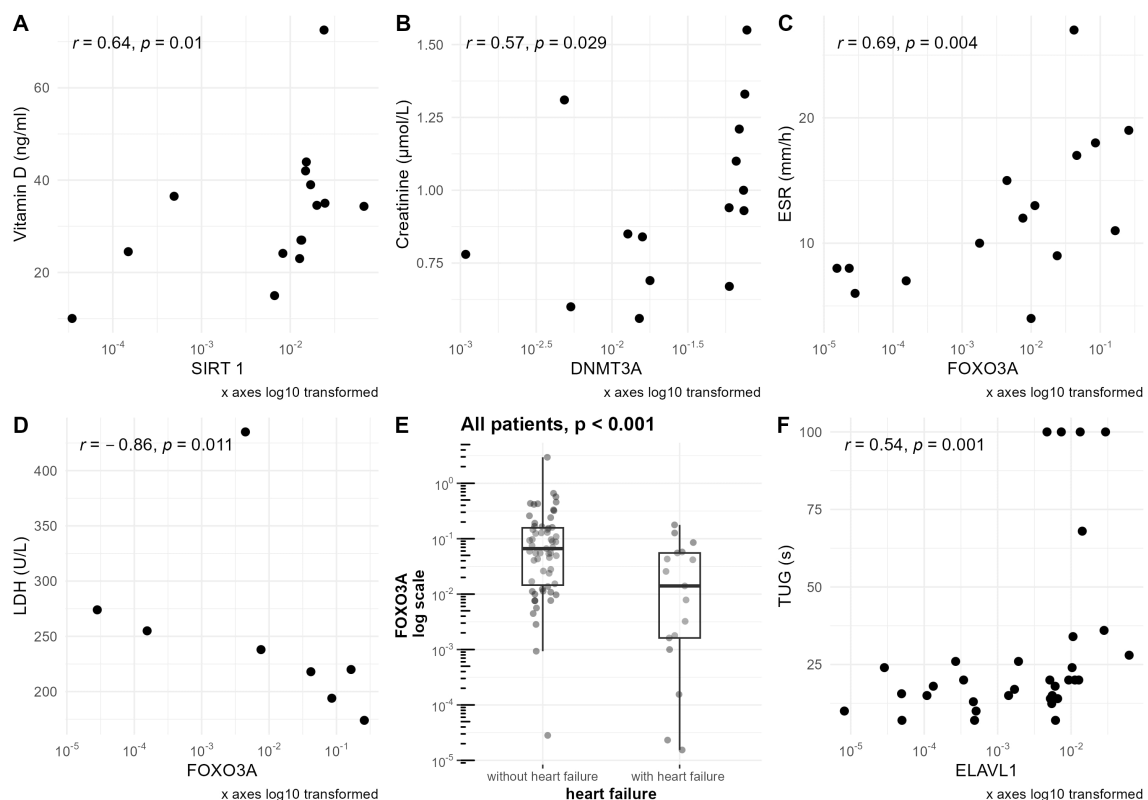 A
r = 0.64, p = 0.01
Vitamin D (ng/ml)
60
40
20
10-4
10-3
10-2
SIRT 1
x axes log10 transformed
B
r = 0.57, p = 0.029
Creatinine (µmol/L)
1.50
1.25
1.00
0.75
10-3
10-2.5
10-2
10-1.5
DNMT3A
x axes log10 transformed
C
r = 0.69, p = 0.004
ESR (mm/h)
20
10
10-5
10-4
10-3
10-2
10-1
FOXO3A
x axes log10 transformed
D
r = − 0.86, p = 0.011
LDH (U/L)
400
350
300
250
200
10-5
10-4
10-3
10-2
10-1
FOXO3A
x axes log10 transformed
E
All patients, p < 0.001
FOXO3A
log scale
100
10-1
10-2
10-3
10-4
10-5
without heart failure
with heart failure
heart failure
F
r = 0.54, p = 0.001
TUG (s)
100
75
50
25
10-5
10-4
10-3
10-2
ELAVL1
x axes log10 transformed